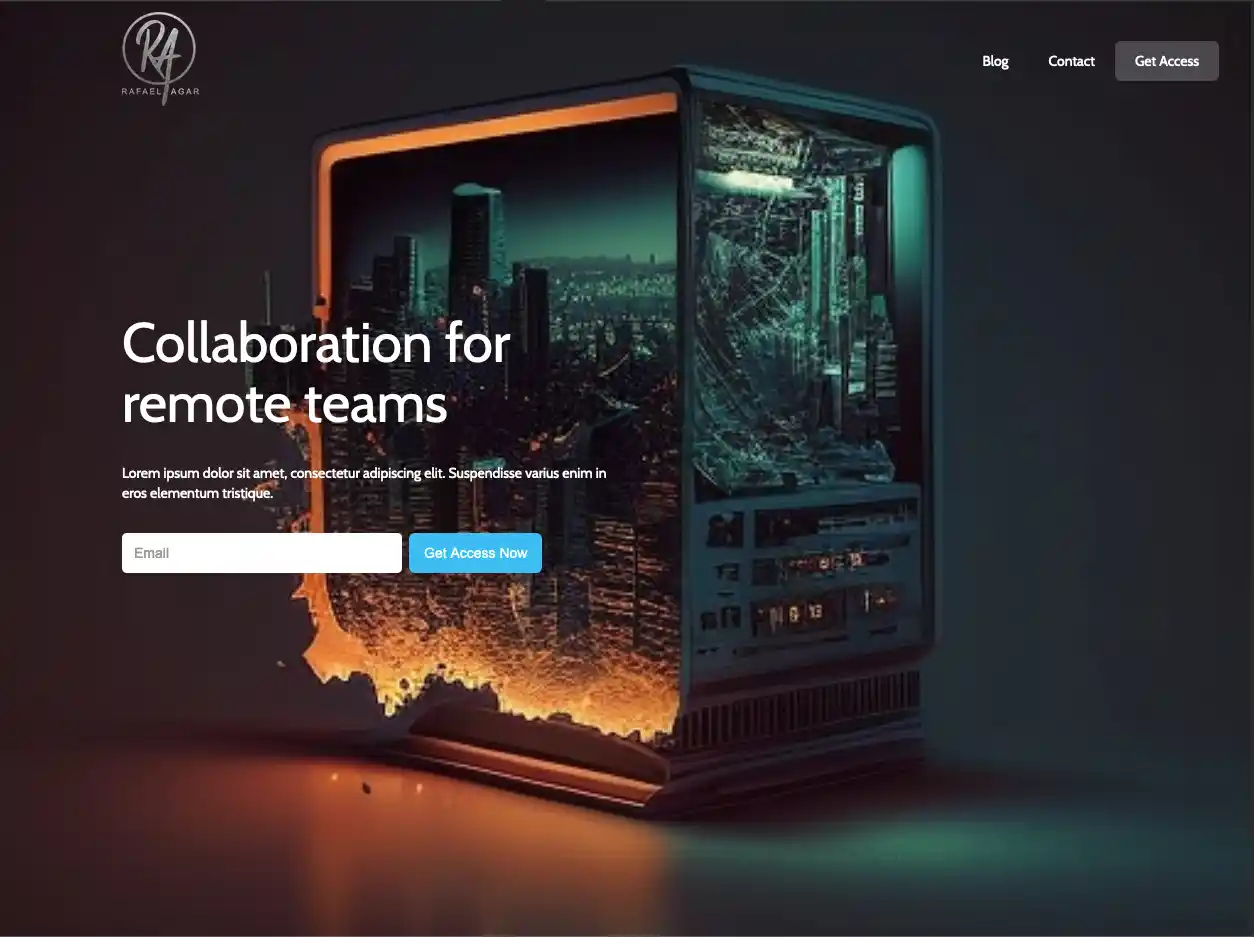 RA
RAFAEL AGAR
Blog
Contact
Get Access
Collaboration for
remote teams
Lorem ipsum dolor sit amet, consectetur adipiscing elit. Suspendisse varius enim in
eros elementum tristique.
Email
Get Access Now